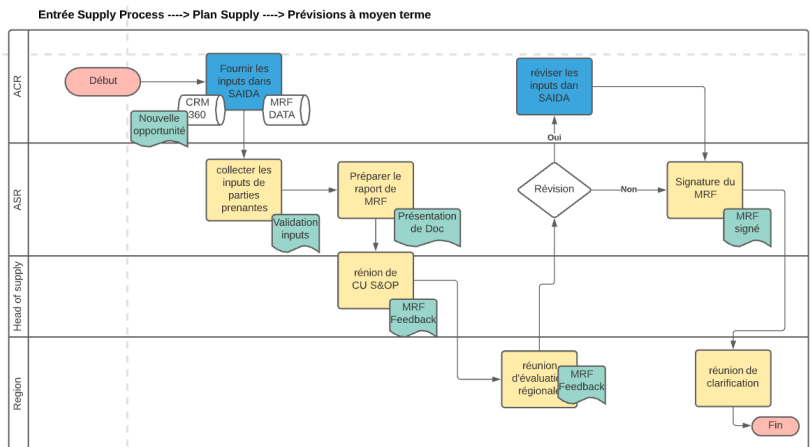 Entrée Supply Process ----> Plan Supply ----> Prévisions à moyen terme
ACR
Début
Fournir les
inputs dans
SAIDA
CRM
360
MRF
DATA
Nouvelle
opportunité
réviser les
inputs dan
SAIDA
Oui
ASR
collecter les
inputs de
parties
prenantes
Validation
inputs
Préparer le
raport de
MRF
Présentation
de Doc
Révision
Non
Signature du
MRF
MRF
signé
Head of supply
rénion de
CU S&OP
MRF
Feedback
Region
réunion
d'évaluation
régionale
MRF
Feedback
réunion de
clarification
Fin